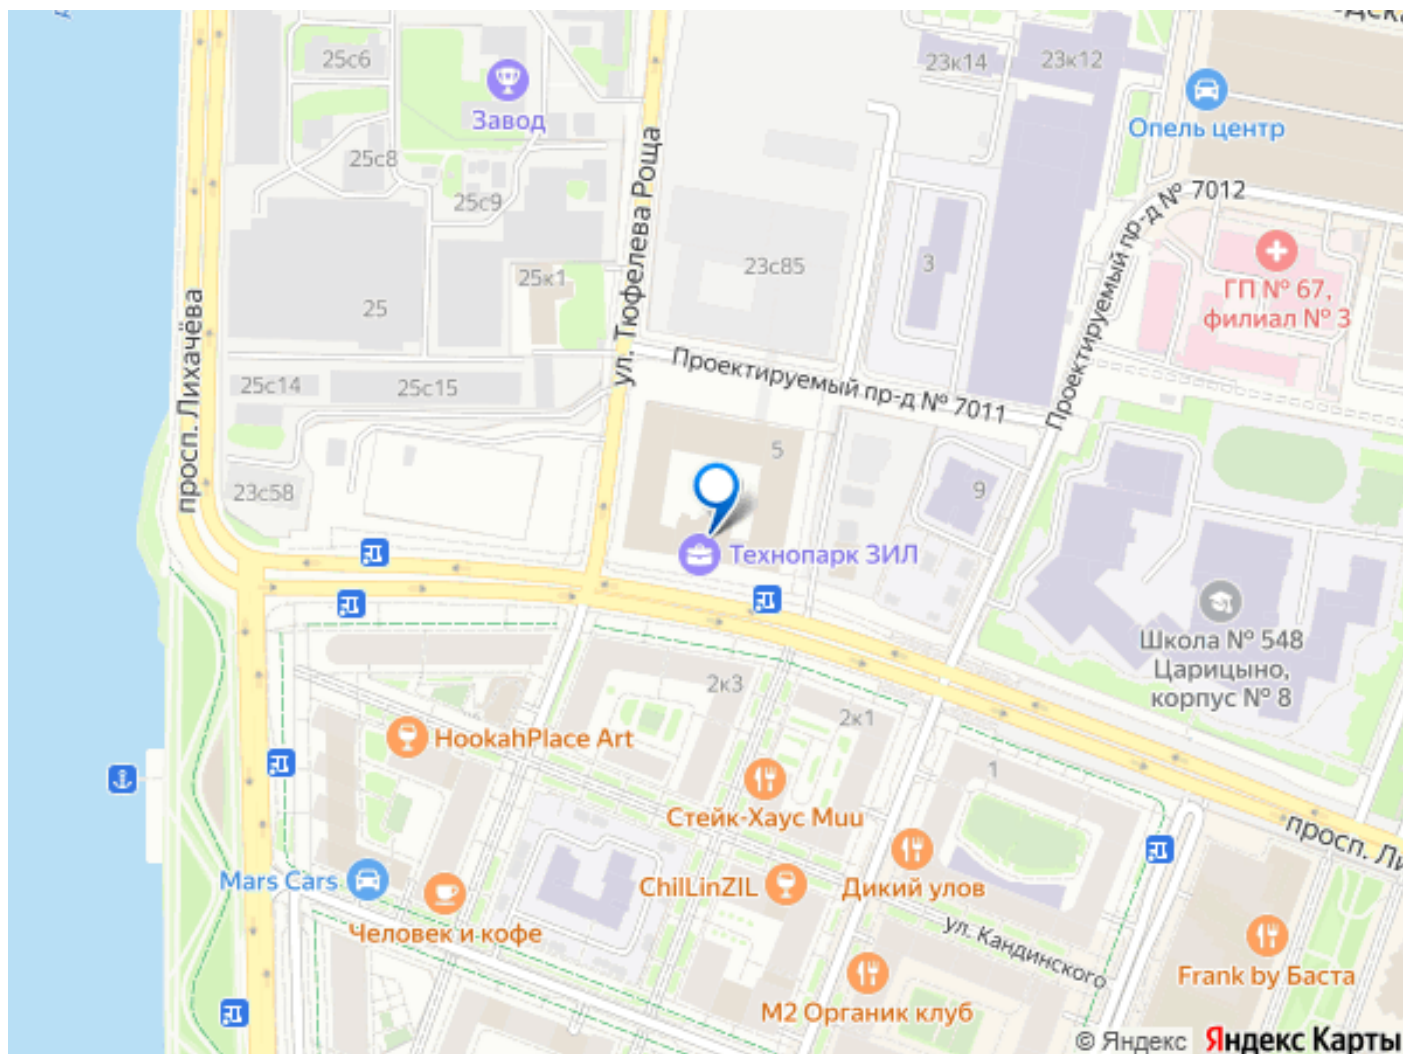 25с6
23к14
23к12
Завод
Опель центр
25с8
25с9
ул. Тюфелева Роща
Проектируемый пр-д № 7012
23с85
3
25к1
25
просп. Лихачёва
ГП № 67,
филиал № 3
Проектируемый пр-д № 7011
25с14
25с15
5
23с58
9
Технопарк ЗИЛ
Школа № 548
Царицыно,
корпус № 8
2к3
2к1
HookahPlace Art
1
Стейк-Хаус Muu
просп. Ли
Mars Cars
ChilLinZIL
Дикий улов
Человек и кофе
ул. Кандинского
Frank by Баста
М2 Органик клуб
© Яндекс Яндекс Карты